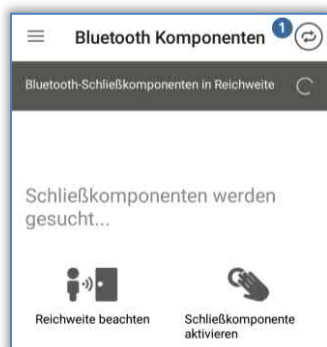 Bluetooth Komponenten 1
Bluetooth-Schließkomponenten in Reichweite
Schließkomponenten werden
gesucht...
Reichweite beachten
Schließkomponente
aktivieren